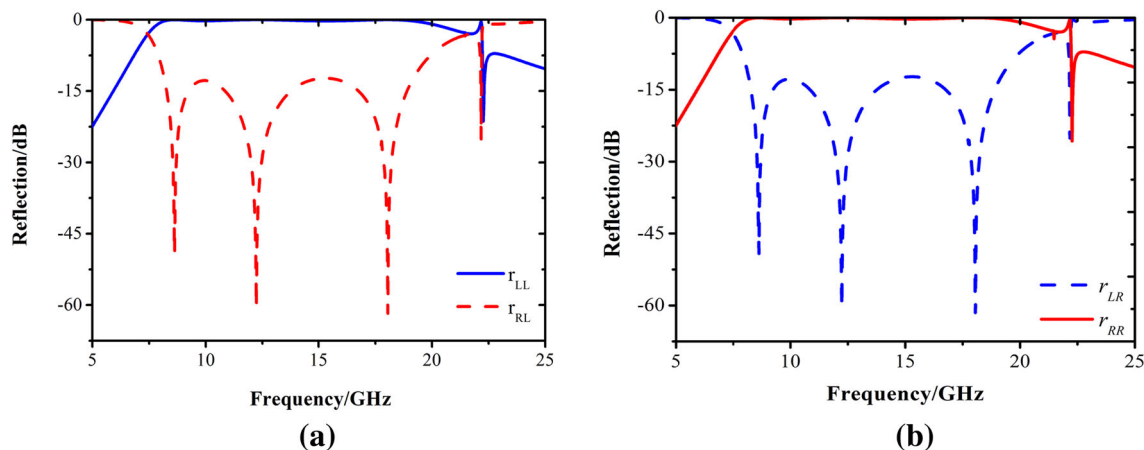 0
-15
-30
-45
-60
Reflection/dB
r_LL
r_RL
5 10 15 20 25
Frequency/GHz
(a)
0
-15
-30
-45
-60
Reflection/dB
r_LR
r_RR
5 10 15 20 25
Frequency/GHz
(b)